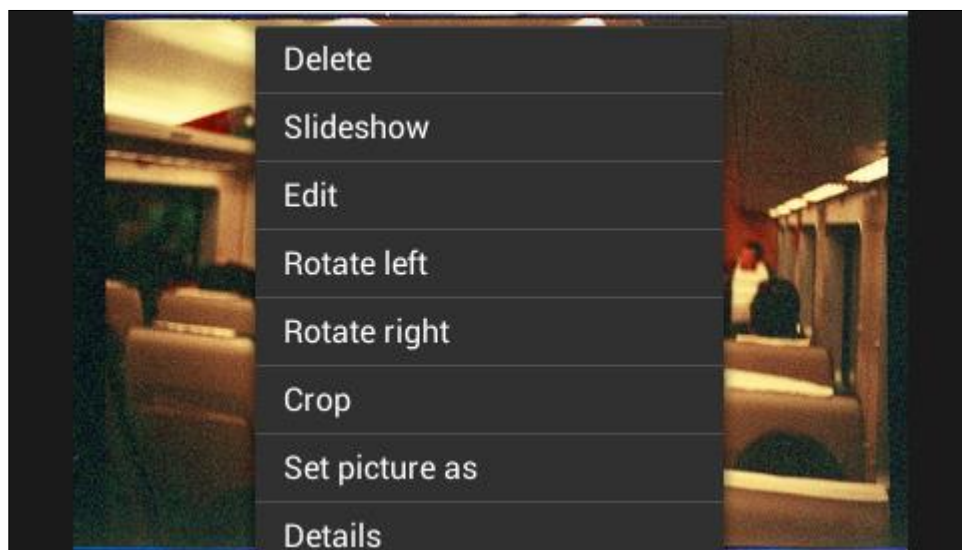 Delete
Slideshow
Edit
Rotate left
Rotate right
Crop
Set picture as
Details